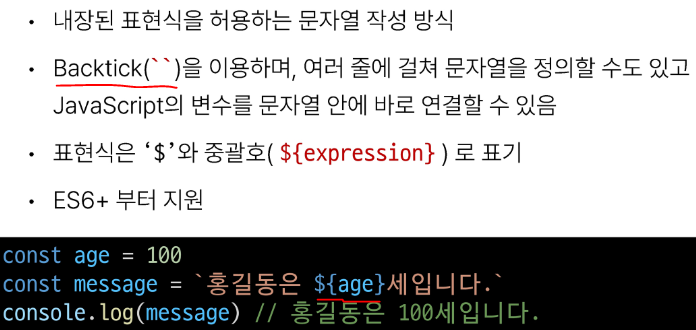 • 내장된 표현식을 허용하는 문자열 작성 방식
• Backtick(``)을 이용하며, 여러 줄에 걸쳐 문자열을 정의할 수도 있고
JavaScript의 변수를 문자열 안에 바로 연결할 수 있음
• 표현식은 ‘$’와 중괄호( ${expression} ) 로 표기
• ES6+ 부터 지원
const age = 100
const message = `홍길동은 ${age}세입니다.`
console.log(message) // 홍길동은 100세입니다.